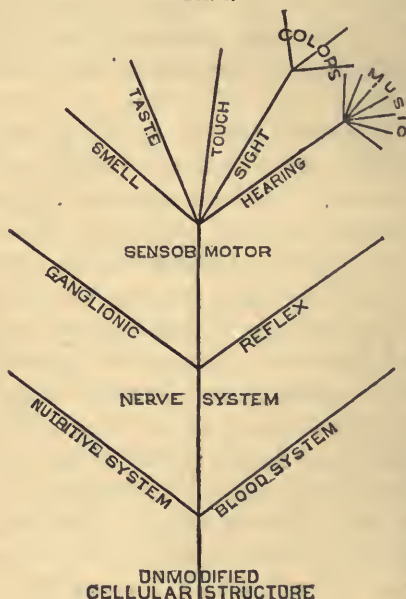 COLORS
Music
TASTE
TOUCH
SMELL
SIGHT
HEARING
SENSOB MOTOR
GANGLIONIC
REFLEX
NERVE SYSTEM
NUTRITIVE SYSTEM
BLOOD SYSTEM
UNMODIFIED
CELLULAR STRUCTURE